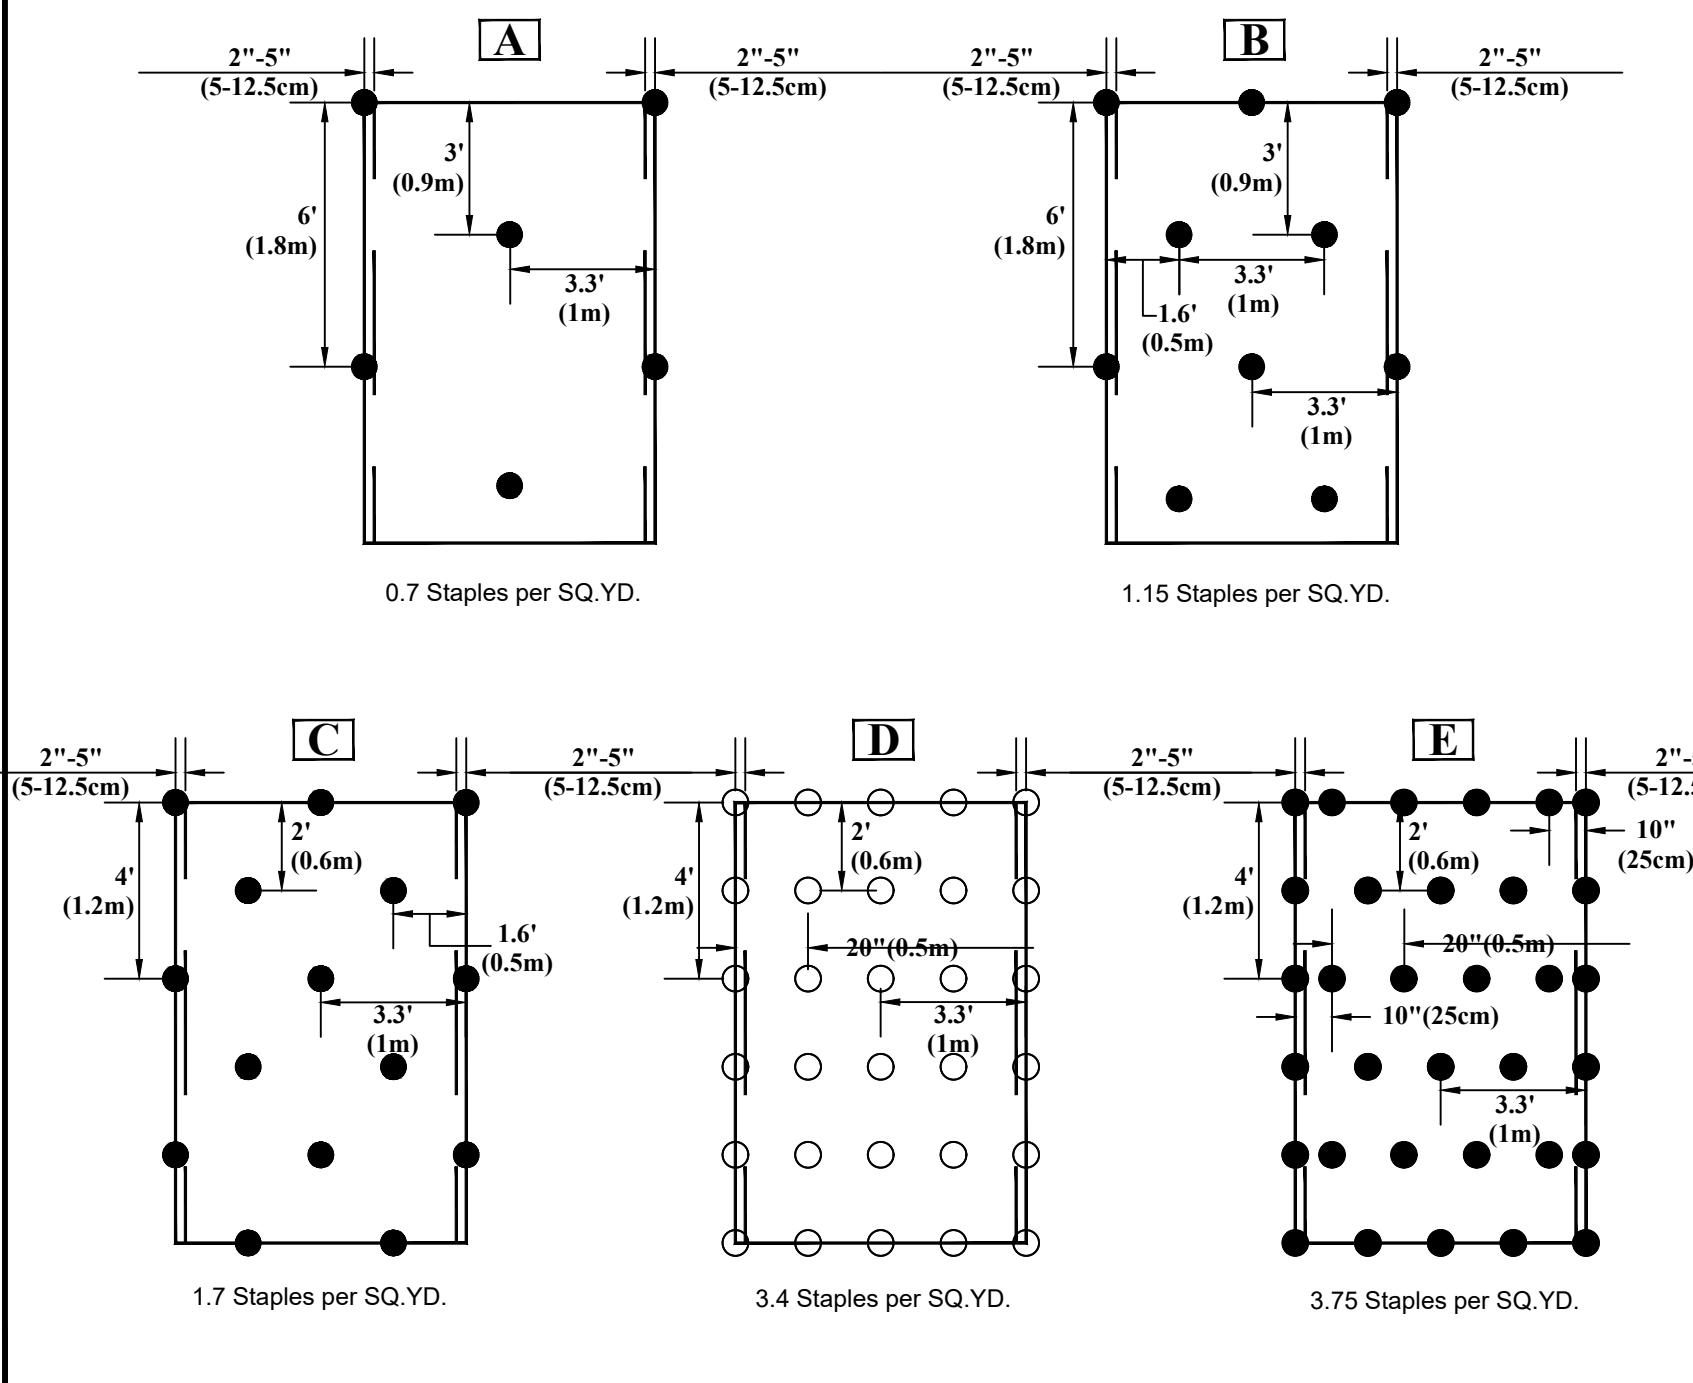 A
2"-5"
(5-12.5cm)
2"-5"
(5-12.5cm)
3'
(0.9m)
6'
(1.8m)
3.3'
(1m)
0.7 Staples per SQ.YD.
B
2"-5"
(5-12.5cm)
2"-5"
(5-12.5cm)
3'
(0.9m)
6'
(1.8m)
3.3'
(1m)
1.6'
(0.5m)
3.3'
(1m)
1.15 Staples per SQ.YD.
C
2"-5"
(5-12.5cm)
2"-5"
(5-12.5cm)
2'
(0.6m)
4'
(1.2m)
1.6'
(0.5m)
3.3'
(1m)
1.7 Staples per SQ.YD.
D
2"-5"
(5-12.5cm)
2'
(0.6m)
4'
(1.2m)
20"(0.5m)
3.3'
(1m)
3.4 Staples per SQ.YD.
E
2"-
(5-12.5
2'
(0.6m)
10"
(25cm)
4'
(1.2m)
20"(0.5m)
10"(25cm)
3.3'
(1m)
3.75 Staples per SQ.YD.